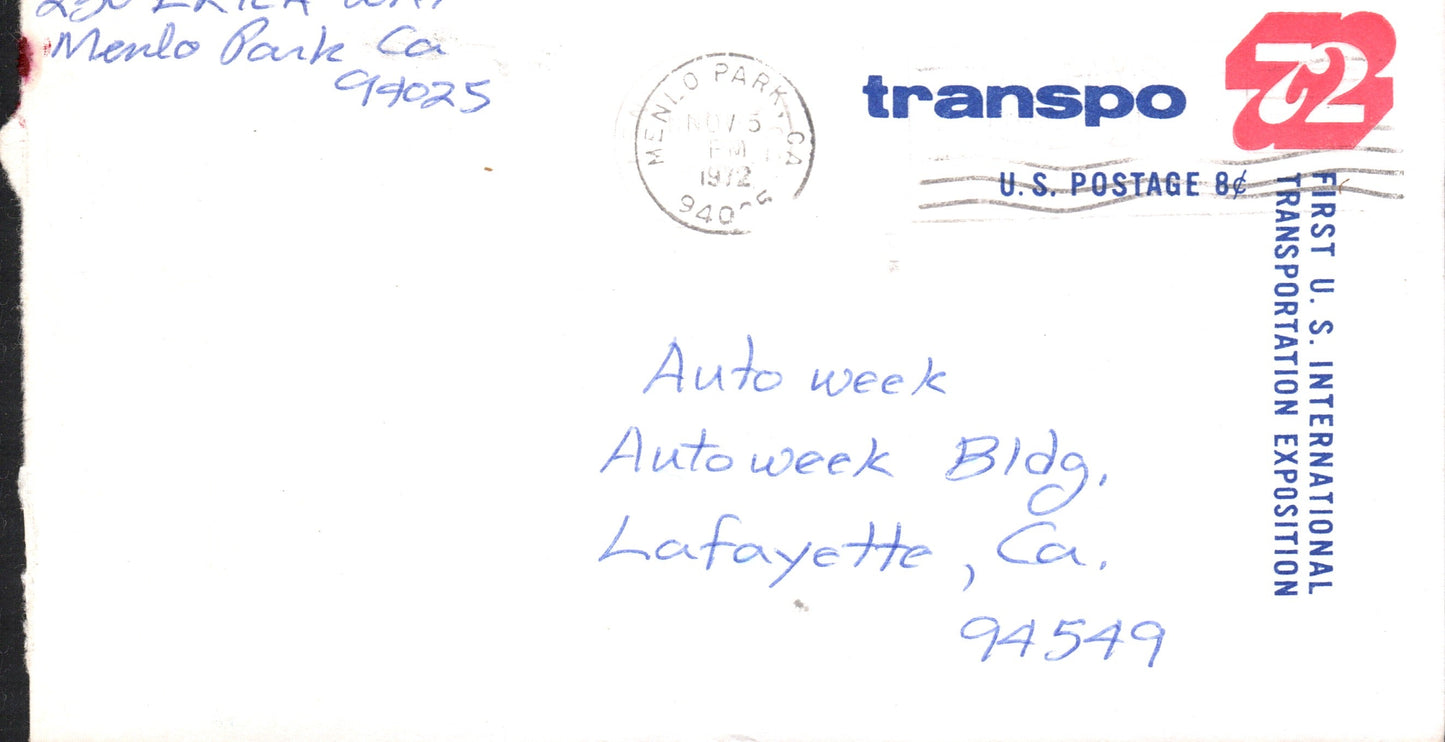 Menlo Park Ca
94025
MENLO PARK, CA
NOV 5
PM
1972
940
transpo 72
U.S. POSTAGE 8¢
FIRST U. S. INTERNATIONAL
TRANSPORTATION EXPOSITION
Auto week
Autoweek Bldg.
Lafayette, Ca.
94549